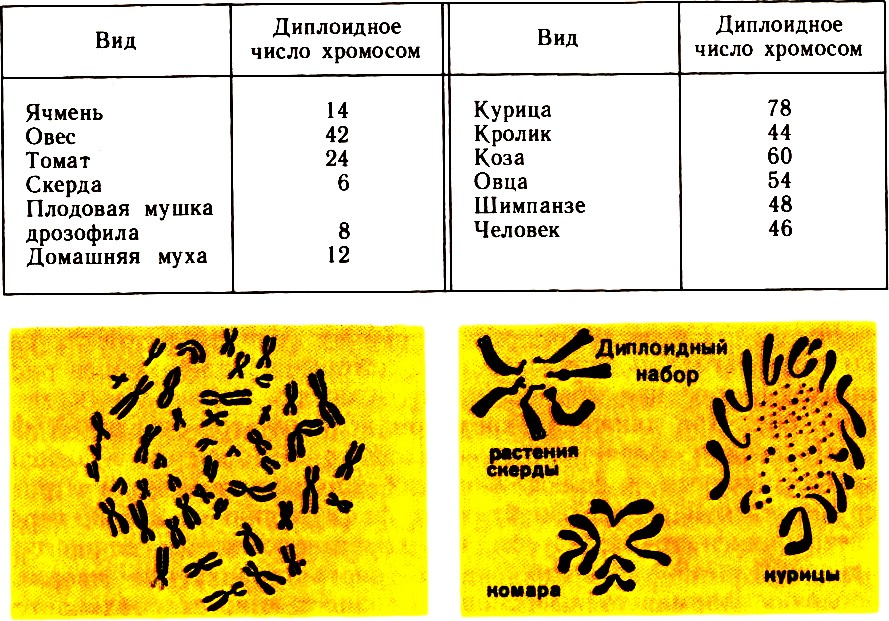 Вид
Диплоидное
число хромосом
Вид
Диплоидное
число хромосом
Ячмень 14
Овес 42
Томат 24
Скерда 6
Плодовая мушка
дрозофила 8
Домашняя муха 12
Курица 78
Кролик 44
Коза 60
Овца 54
Шимпанзе 48
Человек 46
Диплоидный
набор
растения
скерды
комара
курицы